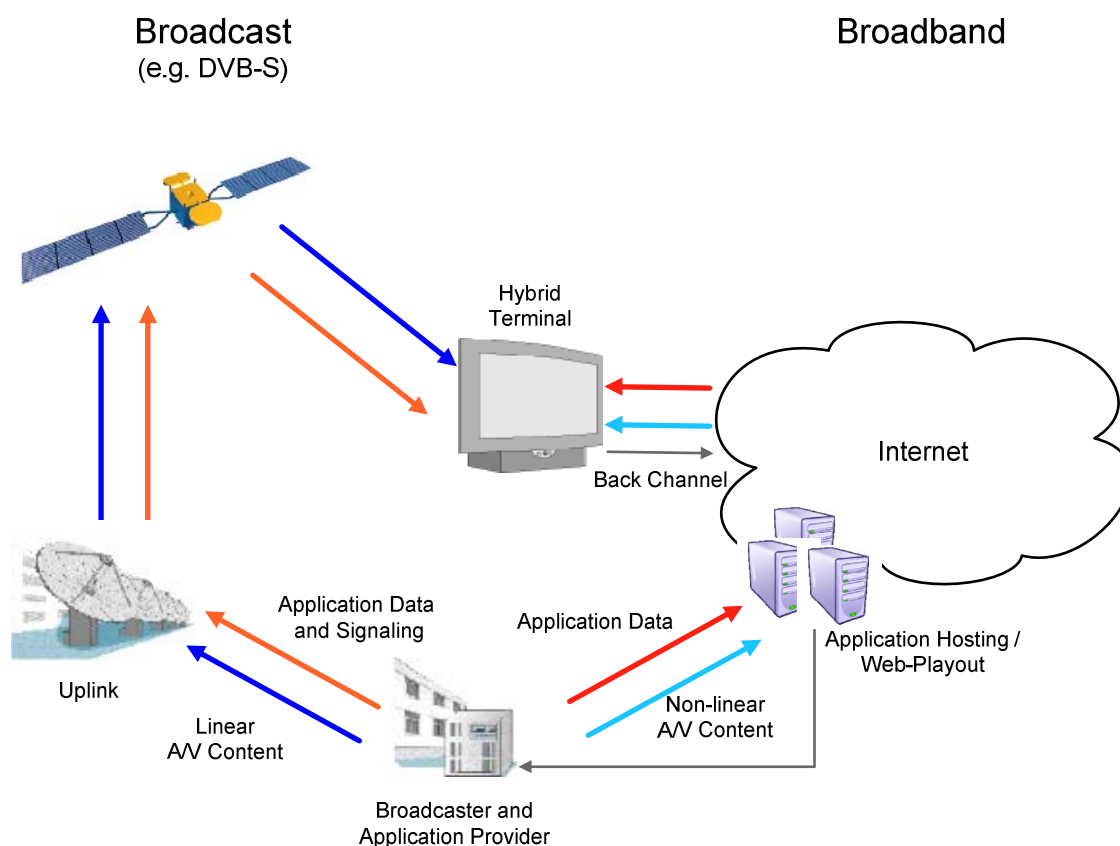 Broadcast
(e.g. DVB-S)
Broadband
Hybrid
Terminal
Internet
Back Channel
Application Data
and Signaling
Application Data
Application Hosting /
Web-Playout
Uplink
Linear
A/V Content
Non-linear
A/V Content
Broadcaster and
Application Provider